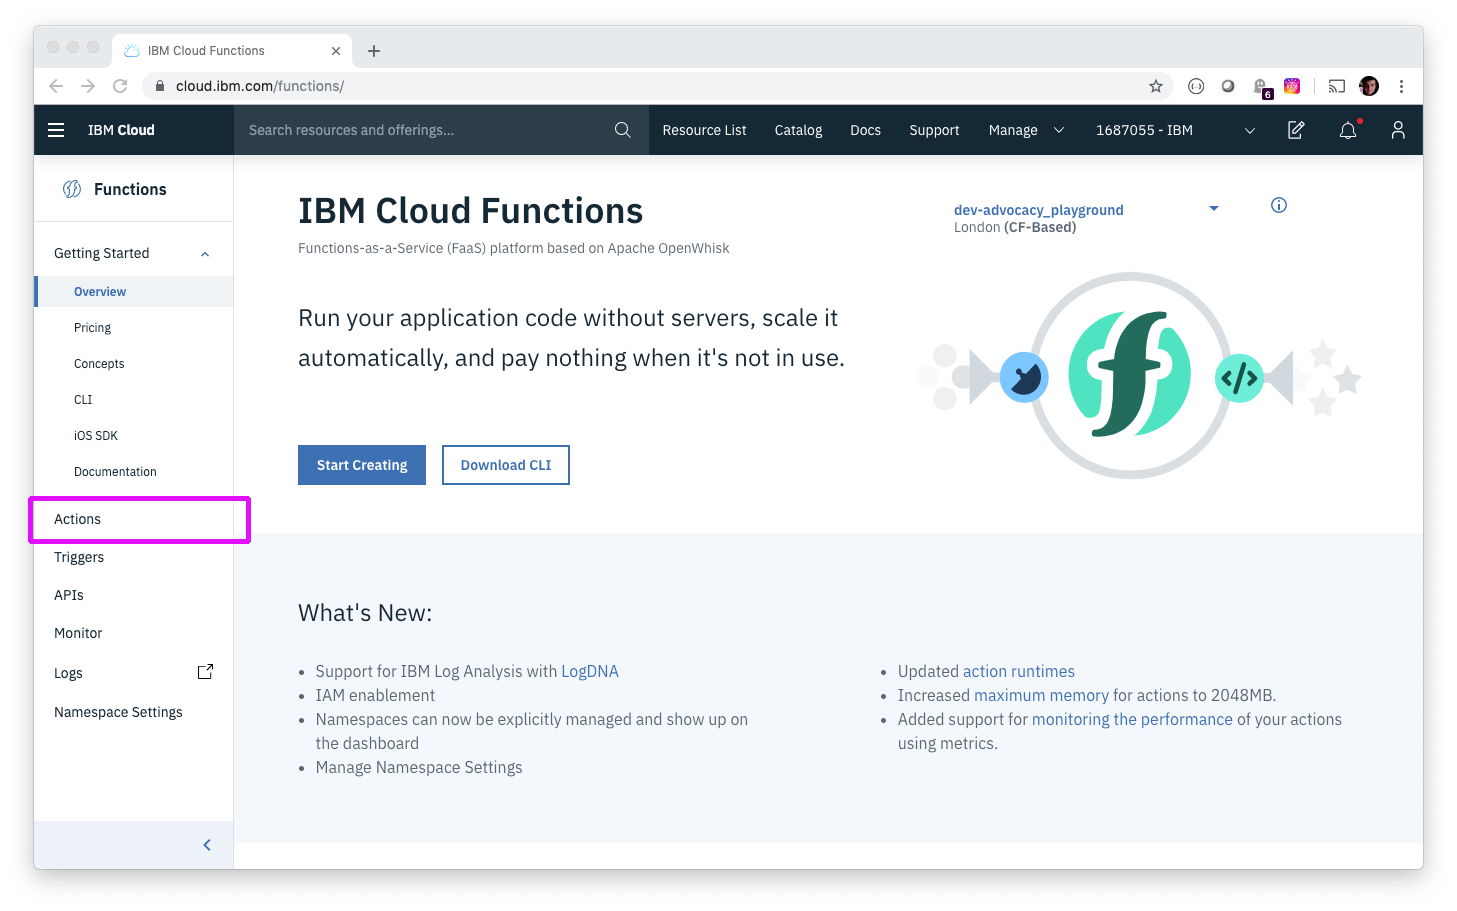 IBM Cloud Functions
cloud.ibm.com/functions/
6
IBM Cloud
Search resources and offerings...
Resource List
Catalog
Docs
Support
Manage
1687055 - IBM
Functions
Getting Started
Overview
Pricing
Concepts
CLI
iOS SDK
Documentation
Actions
Triggers
APIs
Monitor
Logs
Namespace Settings
IBM Cloud Functions
Functions-as-a-Service (FaaS) platform based on Apache OpenWhisk
dev-advocacy_playground
London (CF-Based)
Run your application code without servers, scale it
automatically, and pay nothing when it's not in use.
Start Creating
Download CLI
What's New:
Support for IBM Log Analysis with LogDNA
IAM enablement
Namespaces can now be explicitly managed and show up on
the dashboard
Manage Namespace Settings
Updated action runtimes
Increased maximum memory for actions to 2048MB.
Added support for monitoring the performance of your actions
using metrics.